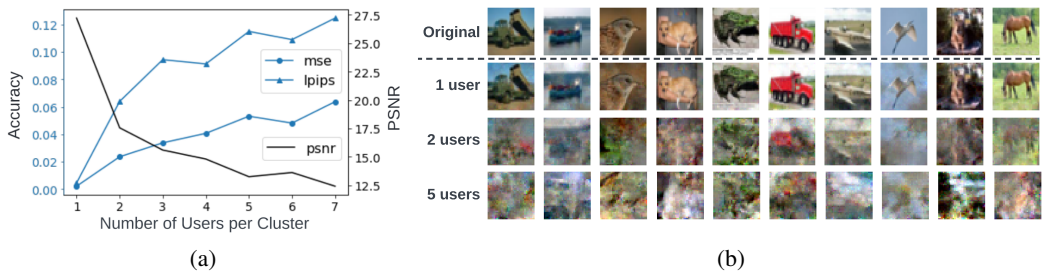 0.12
0.10
0.08
0.06
0.04
0.02
0.00
Accuracy
27.5
25.0
22.5
20.0
17.5
15.0
12.5
PSNR
mse
lpips
psnr
1 2 3 4 5 6 7
Number of Users per Cluster
(a)
Original
1 user
2 users
5 users
(b)